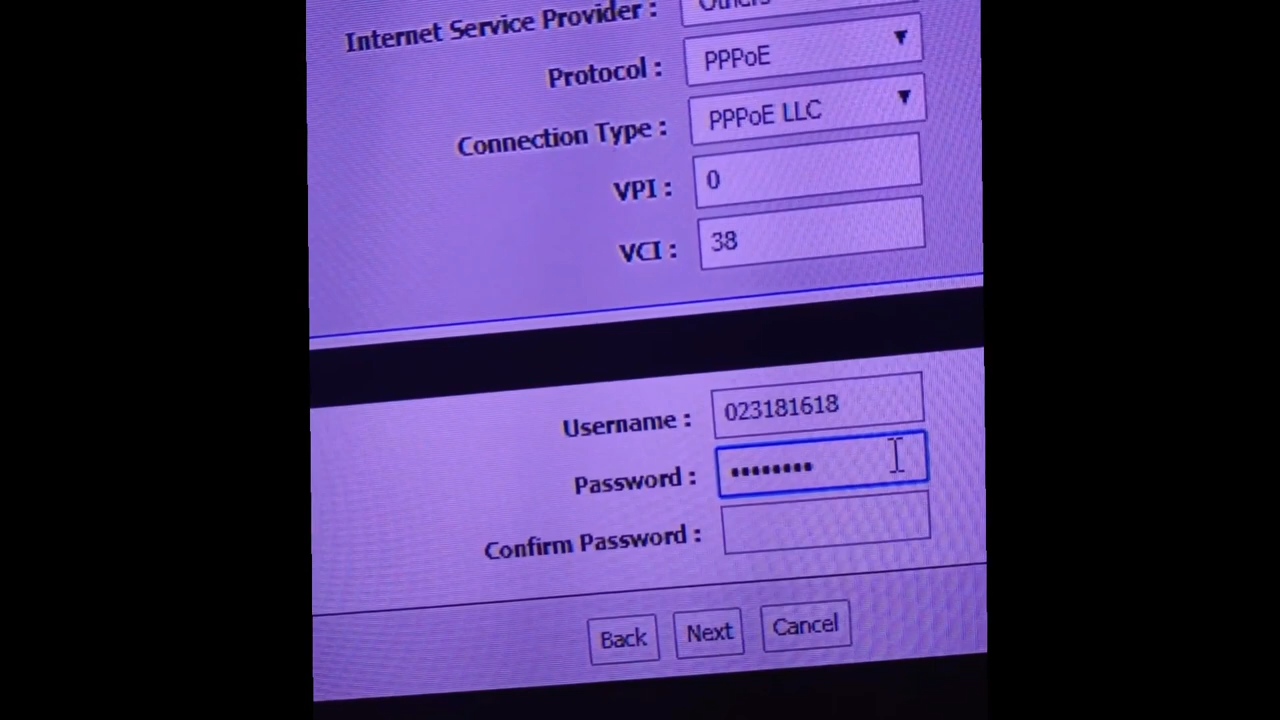 Internet Service Provider : Others
Protocol : PPPoE
Connection Type : PPPoE LLC
VPI : 0
VCI : 38
Username : 023181618
Password : ••••••••
Confirm Password :
Back Next Cancel